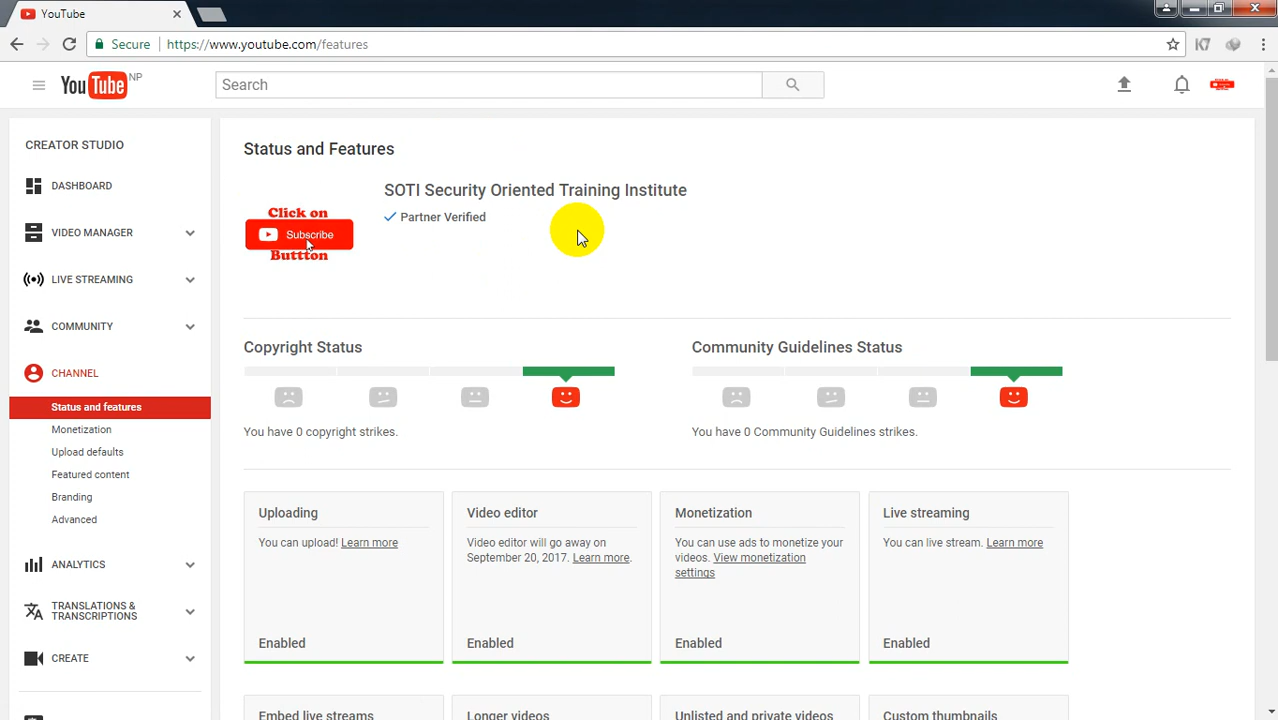 YouTube
Secure
https://www.youtube.com/features
K7
YouTube NP
Search
CREATOR STUDIO
DASHBOARD
VIDEO MANAGER
LIVE STREAMING
COMMUNITY
CHANNEL
Status and features
Monetization
Upload defaults
Featured content
Branding
Advanced
ANALYTICS
TRANSLATIONS &
TRANSCRIPTIONS
CREATE
Status and Features
Click on
Subscribe
Buttton
SOTI Security Oriented Training Institute
Partner Verified
Copyright Status
You have 0 copyright strikes.
Community Guidelines Status
You have 0 Community Guidelines strikes.
Uploading
You can upload! Learn more
Enabled
Video editor
Video editor will go away on
September 20, 2017. Learn more.
Enabled
Monetization
You can use ads to monetize your
videos. View monetization
settings
Enabled
Live streaming
You can live stream. Learn more
Enabled
Embed live streams
Longer videos
Unlisted and private videos
Custom thumbnails